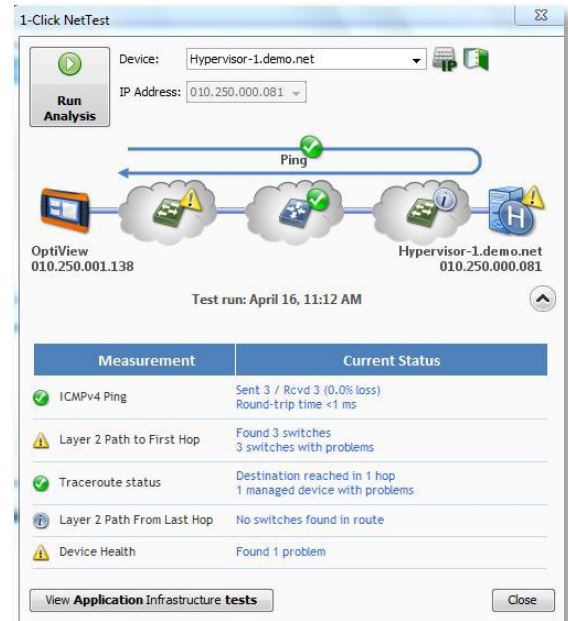 1-Click NetTest
Device: Hypervisor-1.demo.net
IP
Run
Analysis
IP Address: 010.250.000.081
Ping
H
OptiView
010.250.001.138
Hypervisor-1.demo.net
010.250.000.081
Test run: April 16, 11:12 AM
Measurement Current Status
ICMPv4 Ping
Sent 3 / Rcvd 3 (0.0% loss)
Round-trip time <1 ms
Layer 2 Path to First Hop
Found 3 switches
3 switches with problems
Traceroute status
Destination reached in 1 hop
1 managed device with problems
Layer 2 Path From Last Hop
No switches found in route
Device Health
Found 1 problem
View Application Infrastructure tests
Close